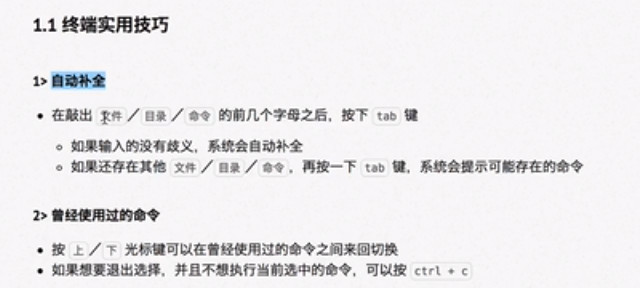 1.1 终端实用技巧
1> 自动补全
• 在敲出 文件／目录／命令 的前几个字母之后，按下 tab 键
◦ 如果输入的没有歧义，系统会自动补全
◦ 如果还存在其他 文件／目录／命令，再按一下 tab 键，系统会提示可能存在的命令
2> 曾经使用过的命令
• 按 上／下 光标键可以在曾经使用过的命令之间来回切换
• 如果想要退出选择，并且不想执行当前选中的命令，可以按 ctrl + c